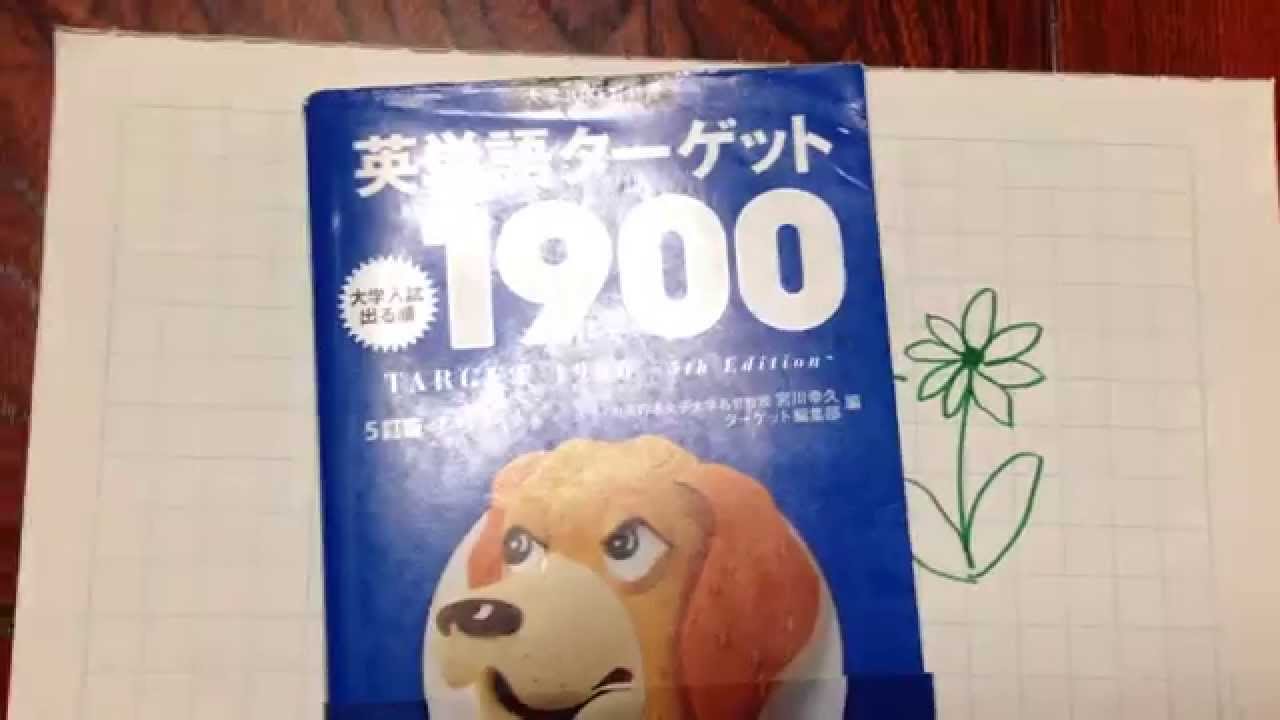 英単語ターゲット
1900
大学入試
出る順
TARGET 1900 5th Edition
5訂版
宮川幸久
ターゲット編集部 編